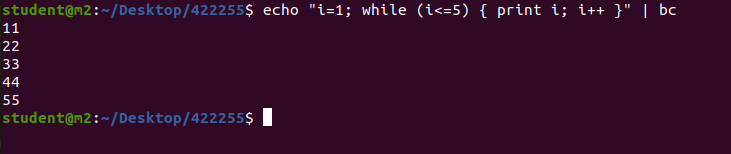 student@m2:~/Desktop/422255$ echo "i=1; while (i<=5) { print i; i++ }" | bc
11
22
33
44
55
student@m2:~/Desktop/422255$